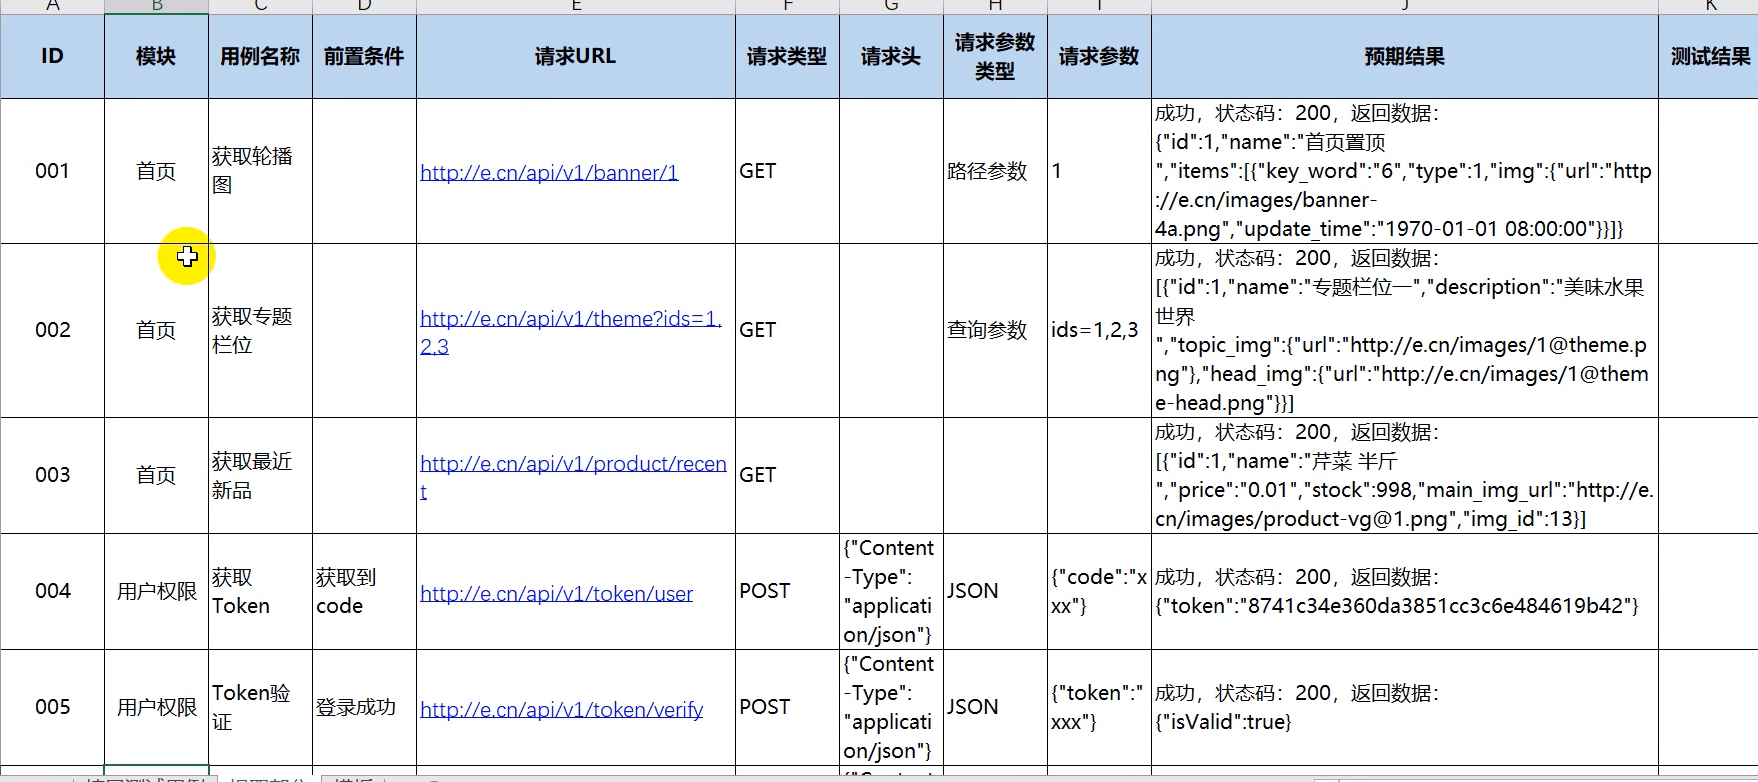 A B C D E F G H I J K
ID 模块 用例名称 前置条件 请求URL 请求类型 请求头 请求参数 请求参数 预期结果 测试结果
类型
001 首页 获取轮播
图
http://e.cn/api/v1/banner/1 GET 路径参数 1
成功，状态码：200，返回数据：
{"id":1,"name":"首页置顶
","items":[{"key_word":"6","type":1,"img":{"url":"http
://e.cn/images/banner-
4a.png","update_time":"1970-01-01 08:00:00"}}]}
002 首页 获取专题
栏位
http://e.cn/api/v1/theme?ids=1,
2,3
GET 查询参数 ids=1,2,3
成功，状态码：200，返回数据：
[{"id":1,"name":"专题栏位一","description":"美味水果
世界
","topic_img":{"url":"http://e.cn/images/1@theme.p
ng"},"head_img":{"url":"http://e.cn/images/1@them
e-head.png"}}]
003 首页 获取最近
新品
http://e.cn/api/v1/product/recen
t
GET
成功，状态码：200，返回数据：
[{"id":1,"name":"芹菜 半斤
","price":"0.01","stock":998,"main_img_url":"http://e.
cn/images/product-vg@1.png","img_id":13}]
004 用户权限 获取
Token
获取到
code
http://e.cn/api/v1/token/user POST
{"Content
-Type":
"applicati
on/json"}
JSON
{"code":"x
xx"}
成功，状态码：200，返回数据：
{"token":"8741c34e360da3851cc3c6e484619b42"}
005 用户权限 Token验
证
登录成功 http://e.cn/api/v1/token/verify POST
{"Content
-Type":
"applicati
on/json"}
JSON
{"token":"
xxx"}
成功，状态码：200，返回数据：
{"isValid":true}